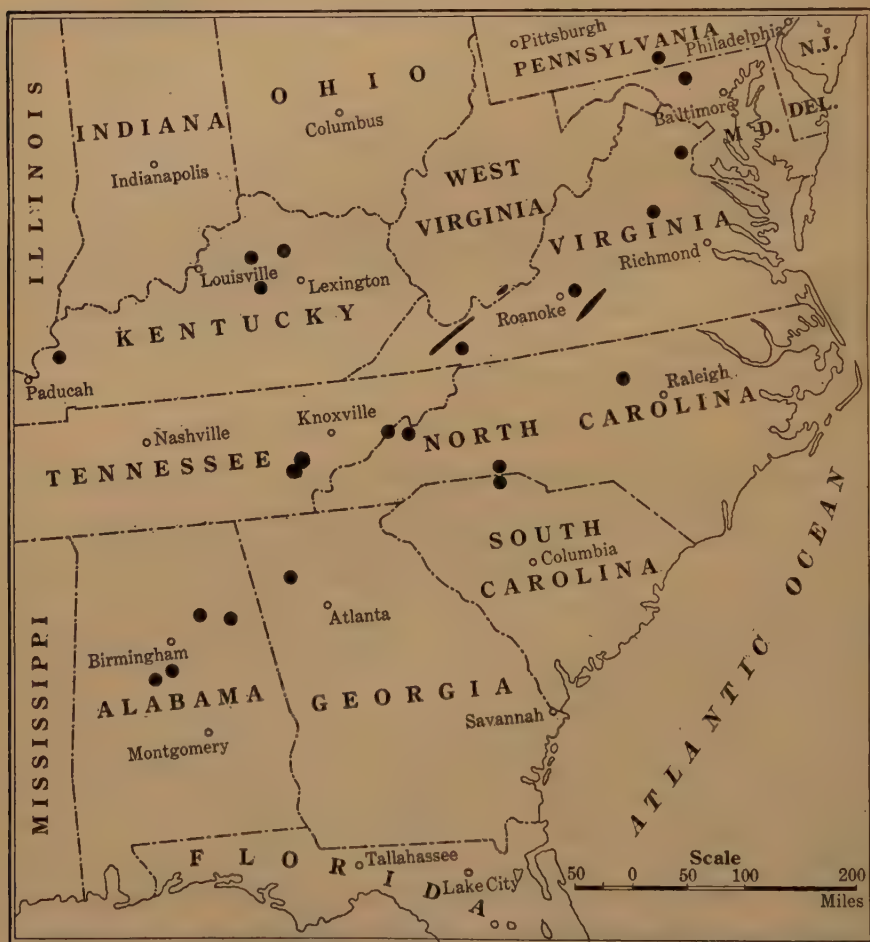 Pittsburgh
PENNSYLVANIA
Philadelphia
N.J.
OHIO
Columbus
INDIANA
Indianapolis
ILLINOIS
Baltimore
MD.
DEL.
WEST
VIRGINIA
VIRGINIA
Richmond
Louisville
Lexington
KENTUCKY
Roanoke
Paducah
Raleigh
Knoxville
Nashville
NORTH CAROLINA
TENNESSEE
SOUTH
Columbia
CAROLINA
ATLANTIC OCEAN
Atlanta
Birmingham
ALABAMA
GEORGIA
Savannah
Montgomery
MISSISSIPPI
FLORIDA
Tallahassee
Lake City
Scale
50 0 50 100 200
Miles